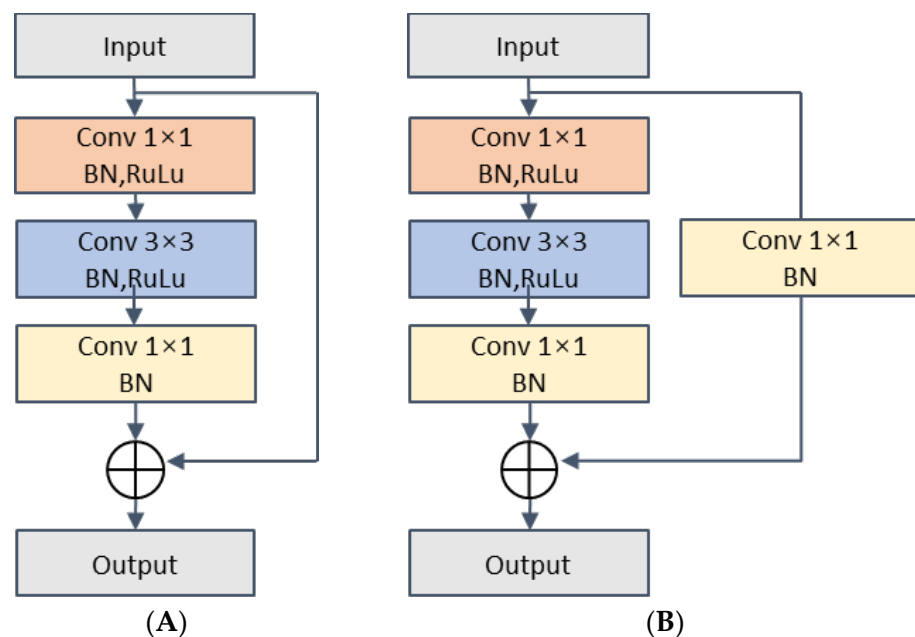 Input
Conv 1×1
BN,RuLu
Conv 3×3
BN,RuLu
Conv 1×1
BN
Output
(A)
Input
Conv 1×1
BN,RuLu
Conv 3×3
BN,RuLu
Conv 1×1
BN
Conv 1×1
BN
Output
(B)